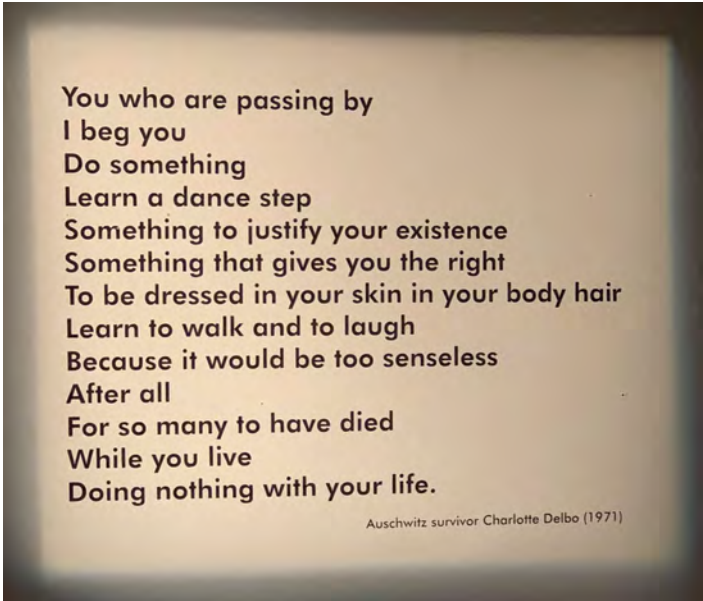 You who are passing by
I beg you
Do something
Learn a dance step
Something to justify your existence
Something that gives you the right
To be dressed in your skin in your body hair
Learn to walk and to laugh
Because it would be too senseless
After all
For so many to have died
While you live
Doing nothing with your life.
Auschwitz survivor Charlotte Delbo (1971)